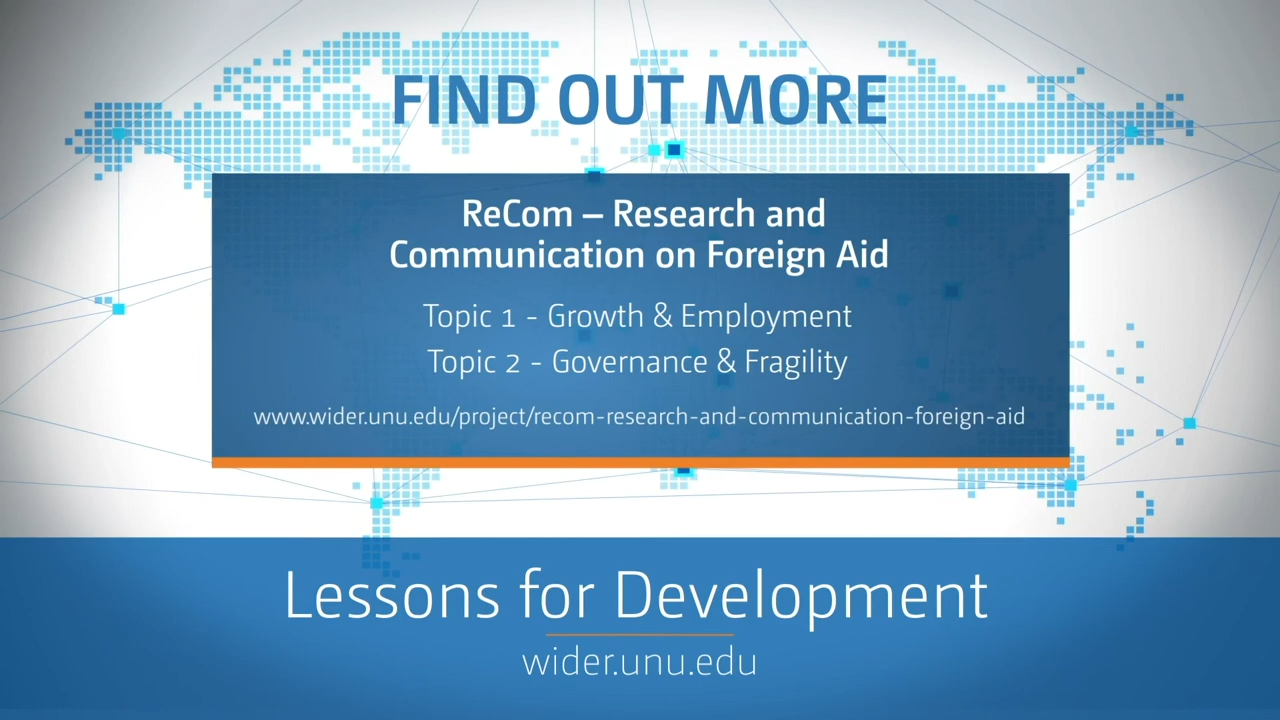 FIND OUT MORE
ReCom – Research and
Communication on Foreign Aid
Topic 1 - Growth & Employment
Topic 2 - Governance & Fragility
www.wider.unu.edu/project/recom-research-and-communication-foreign-aid
Lessons for Development
wider.unu.edu